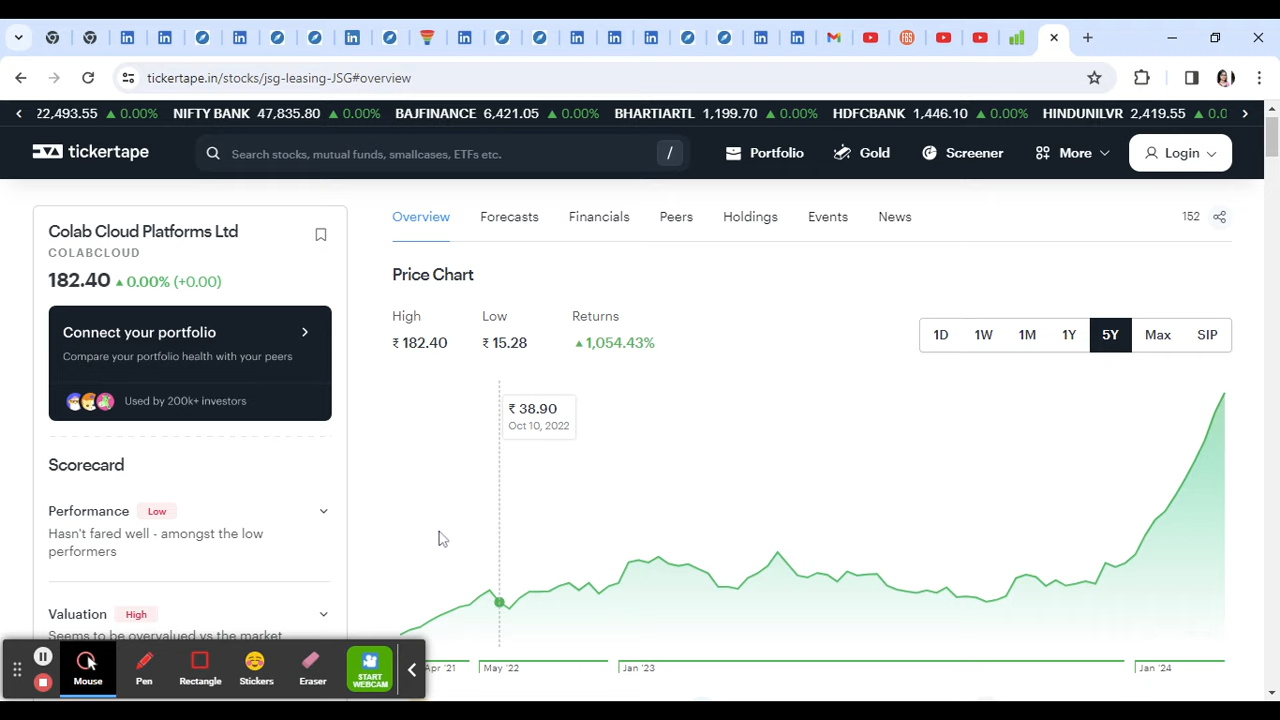 tickertape.in/stocks/jsg-leasing-JSG#overview
22,493.55 ▲ 0.00% NIFTY BANK 47,835.80 ▲ 0.00% BAJFINANCE 6,421.05 ▲ 0.00% BHARTIARTL 1,199.70 ▲ 0.00% HDFCBANK 1,446.10 ▲ 0.00% HINDUNILVR 2,419.55 ▲ 0.0
tickertape
Search stocks, mutual funds, smallcases, ETFs etc. /
Portfolio Gold Screener More Login
Colab Cloud Platforms Ltd
COLABCLOUD
182.40 ▲ 0.00% (+0.00)
Connect your portfolio
Compare your portfolio health with your peers
Used by 200k+ investors
Scorecard
Performance Low
Hasn't fared well - amongst the low
performers
Valuation High
Seems to be overvalued vs the market
Overview Forecasts Financials Peers Holdings Events News 152
Price Chart
High Low Returns
₹ 182.40 ₹ 15.28 ▲ 1,054.43%
1D 1W 1M 1Y 5Y Max SIP
₹ 38.90
Oct 10, 2022
Apr '21 May '22 Jan '23 Jan '24
Mouse Pen Rectangle Stickers Eraser START
WEBCAM